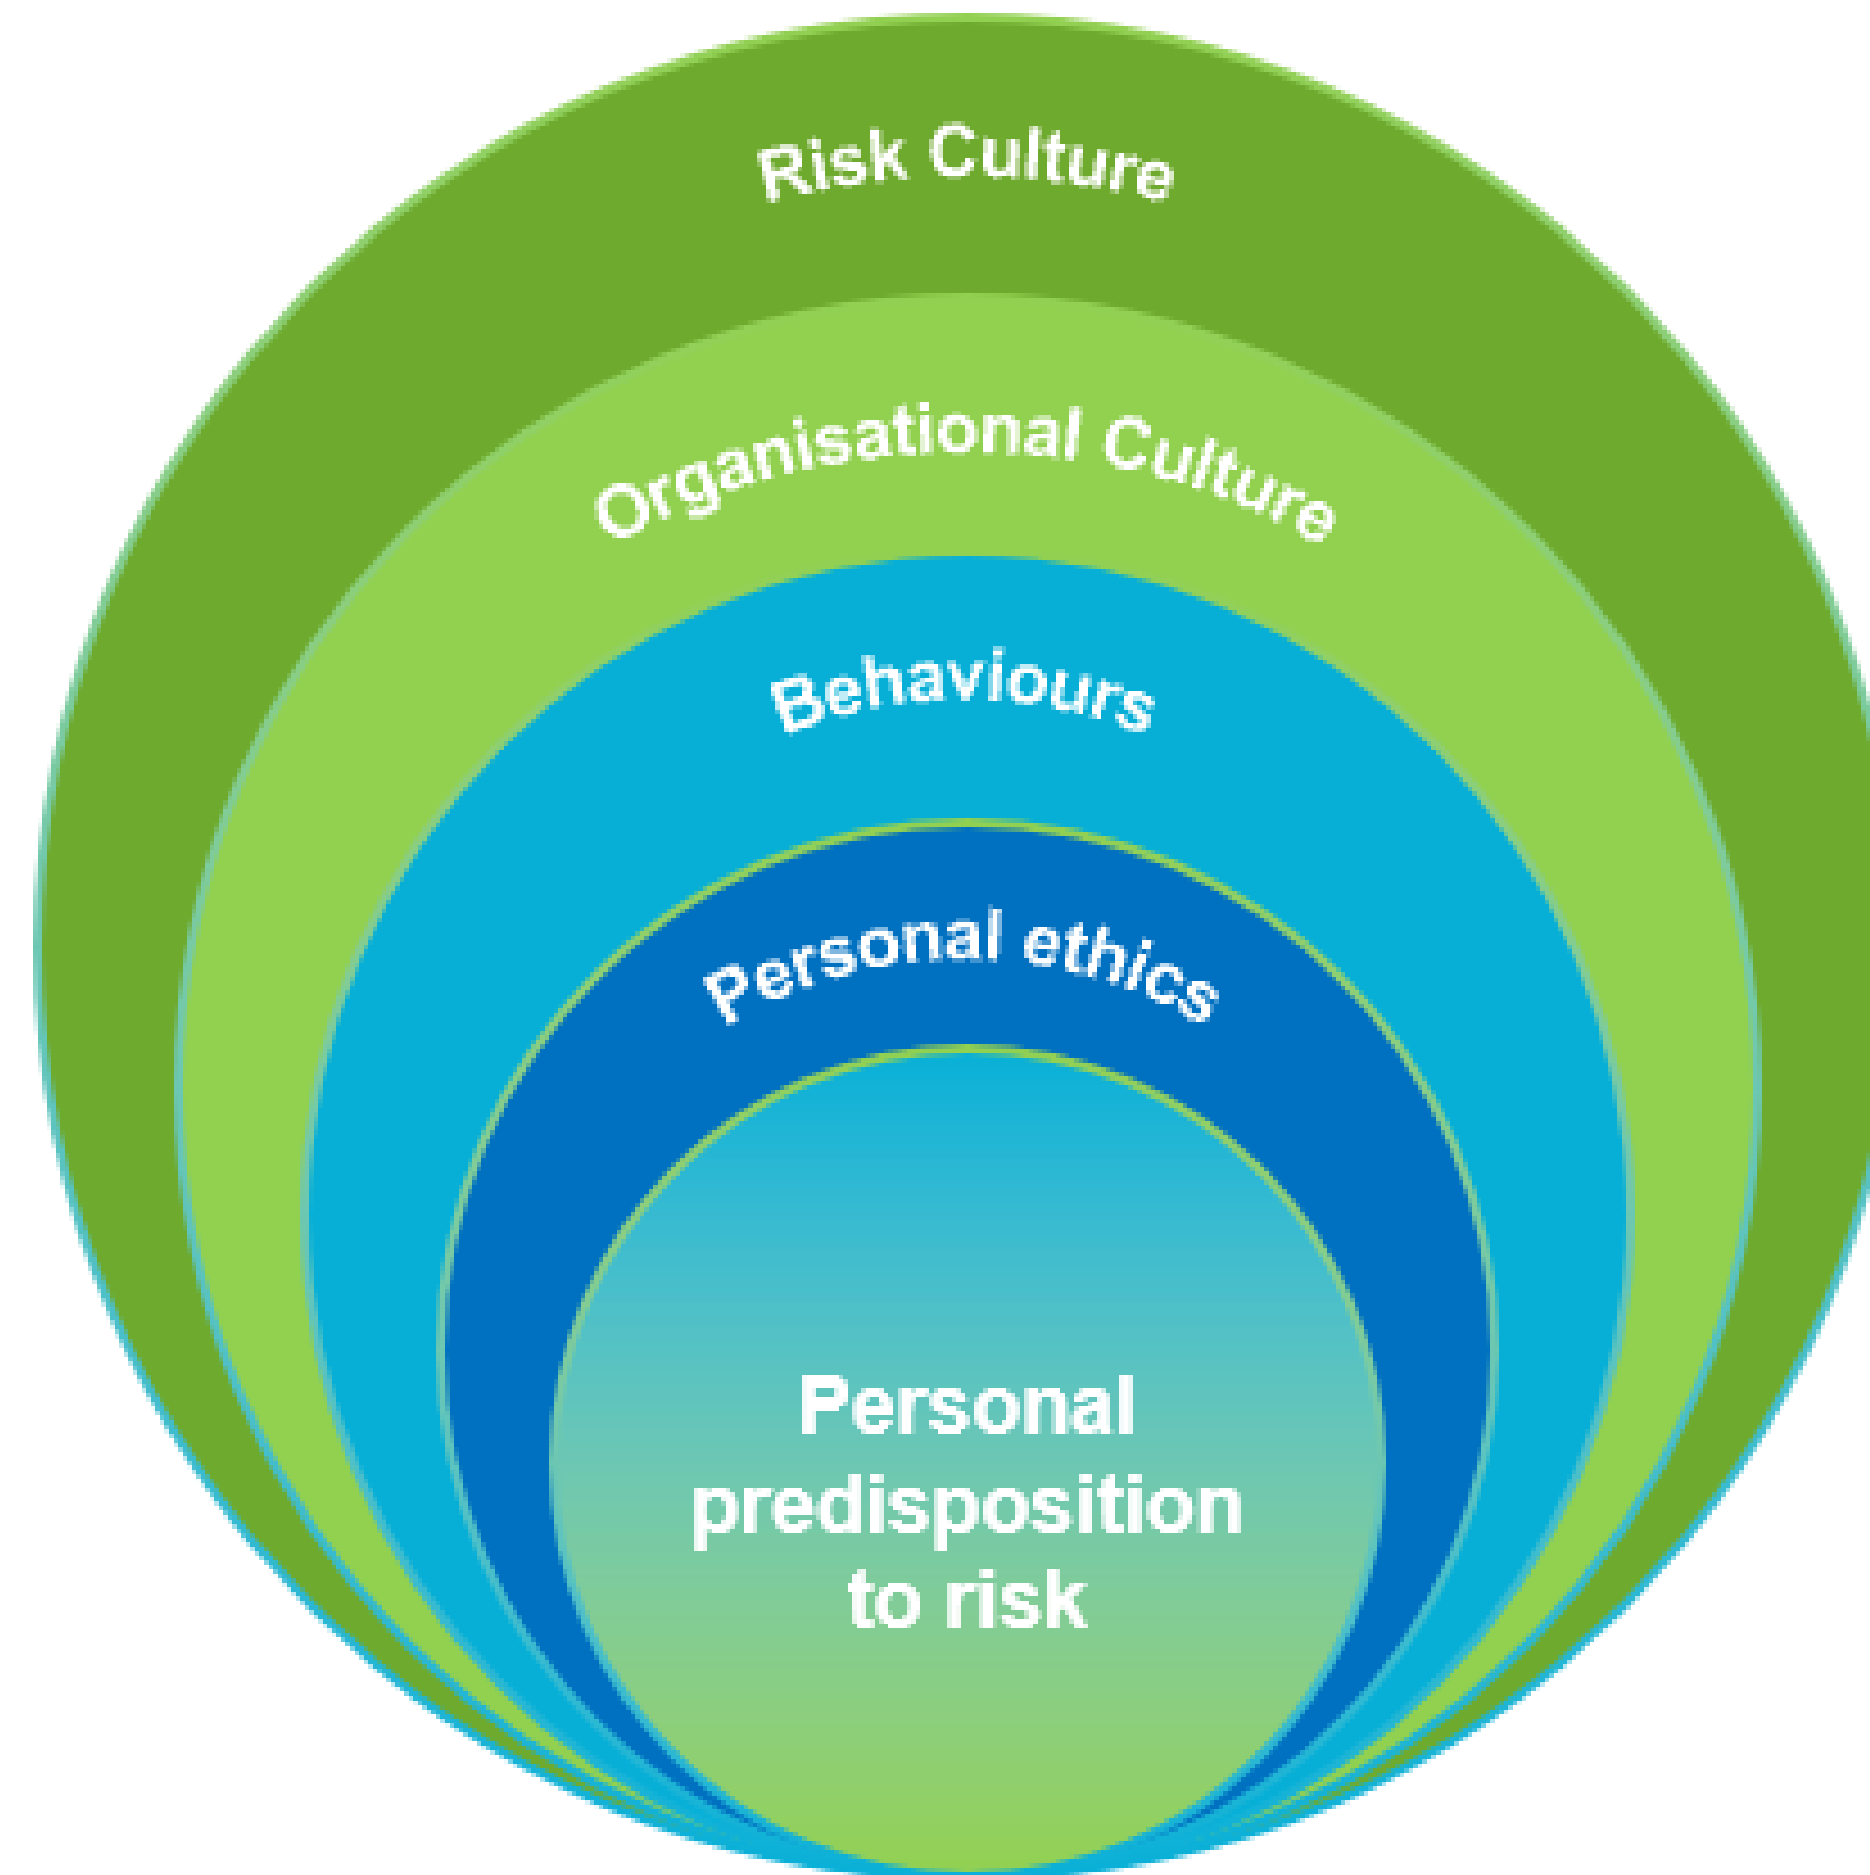 Risk Culture
Organisational Culture
Behaviours
Personal ethics
Personal
predisposition
to risk